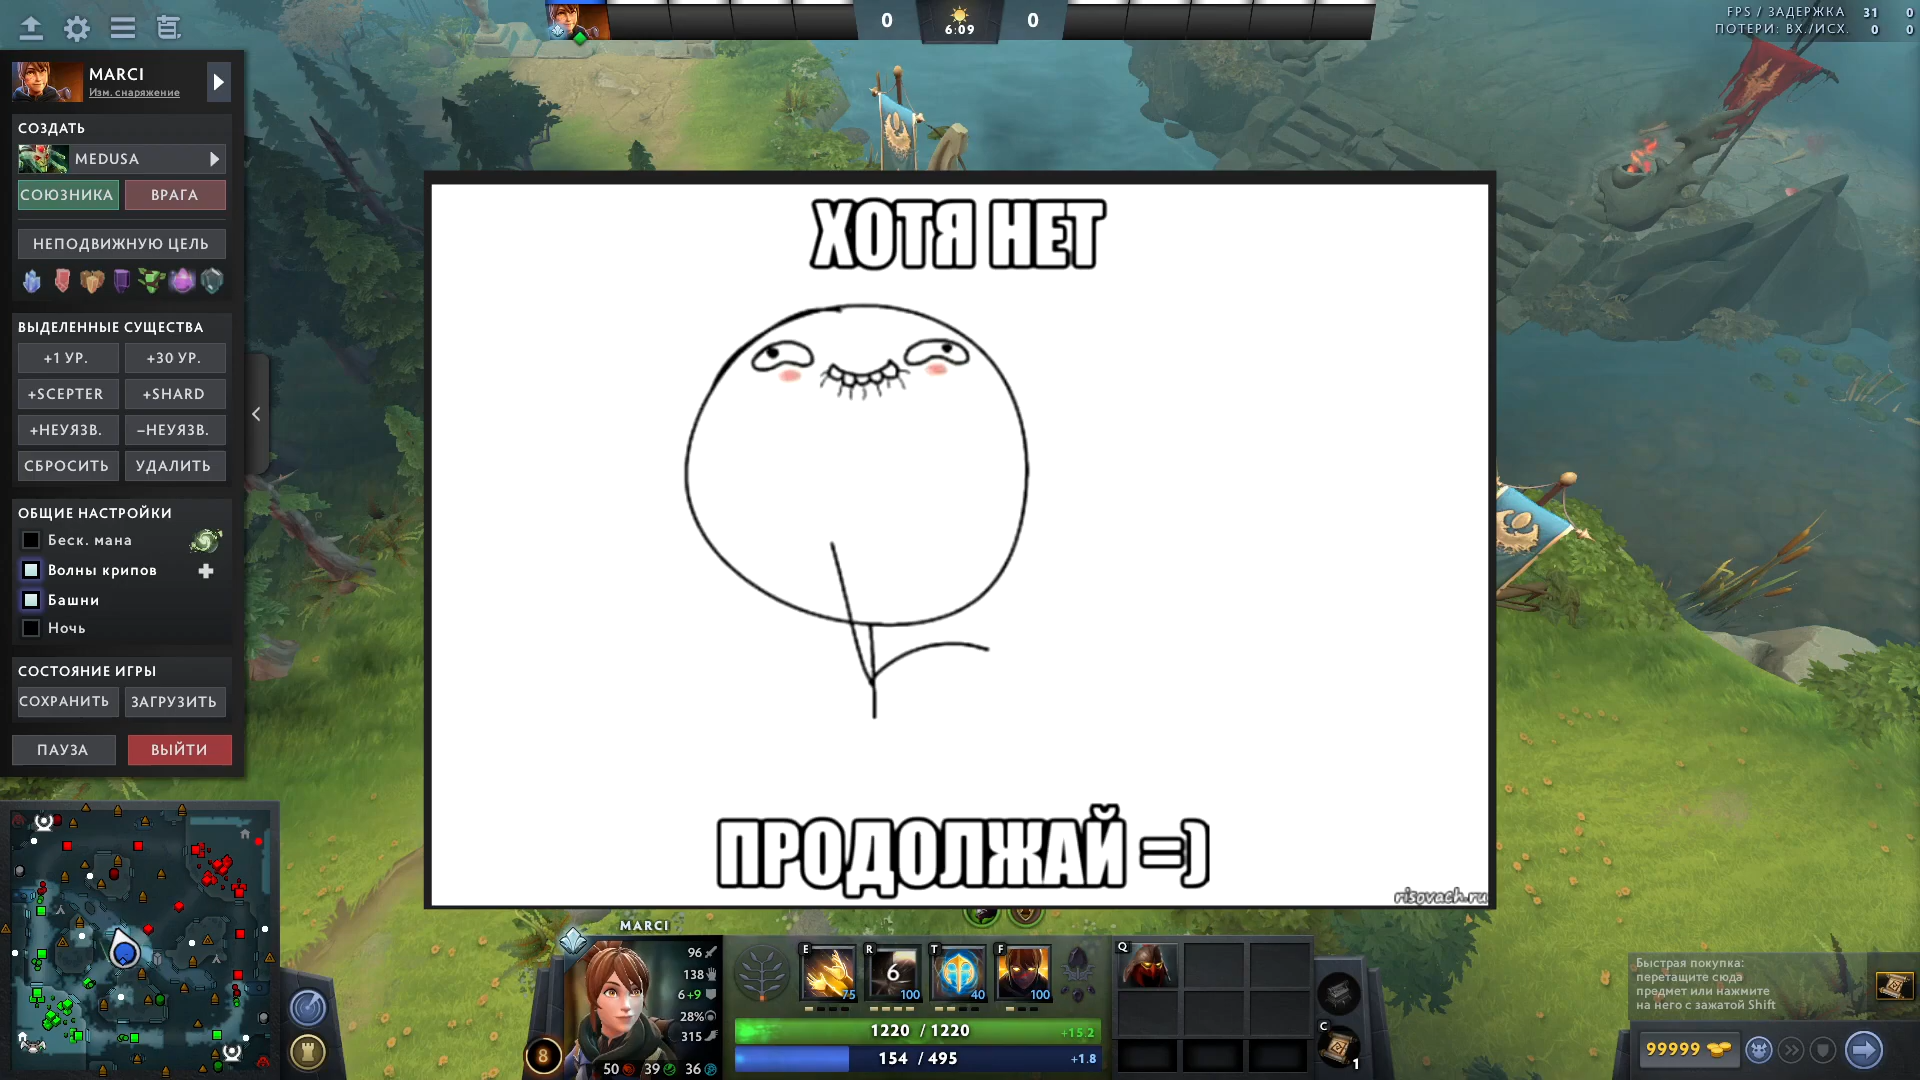 0
6:09
0
FPS / ЗАДЕРЖКА 31 0
ПОТЕРИ: ВХ./ИСХ. 0 0
MARCI
Изм. снаряжение
СОЗДАТЬ
MEDUSA
СОЮЗНИКА
ВРАГА
НЕПОДВИЖНУЮ ЦЕЛЬ
ВЫДЕЛЕННЫЕ СУЩЕСТВА
+1 УР.
+30 УР.
+SCEPTER
+SHARD
+НЕУЯЗВ.
–НЕУЯЗВ.
СБРОСИТЬ
УДАЛИТЬ
ОБЩИЕ НАСТРОЙКИ
Беск. мана
Волны крипов
Башни
Ночь
СОСТОЯНИЕ ИГРЫ
СОХРАНИТЬ
ЗАГРУЗИТЬ
ПАУЗА
ВЫЙТИ
ХОТЯ НЕТ
ПРОДОЛЖАЙ =)
risovach.ru
MARCI
96
138
6+9
28%
315
8
50 39 36
E
75
R
6
100
T
40
F
100
1220 / 1220
+15.2
154 / 495
+1.8
Q
C
1
Быстрая покупка:
перетащите сюда
предмет или нажмите
на него с зажатой Shift
99999